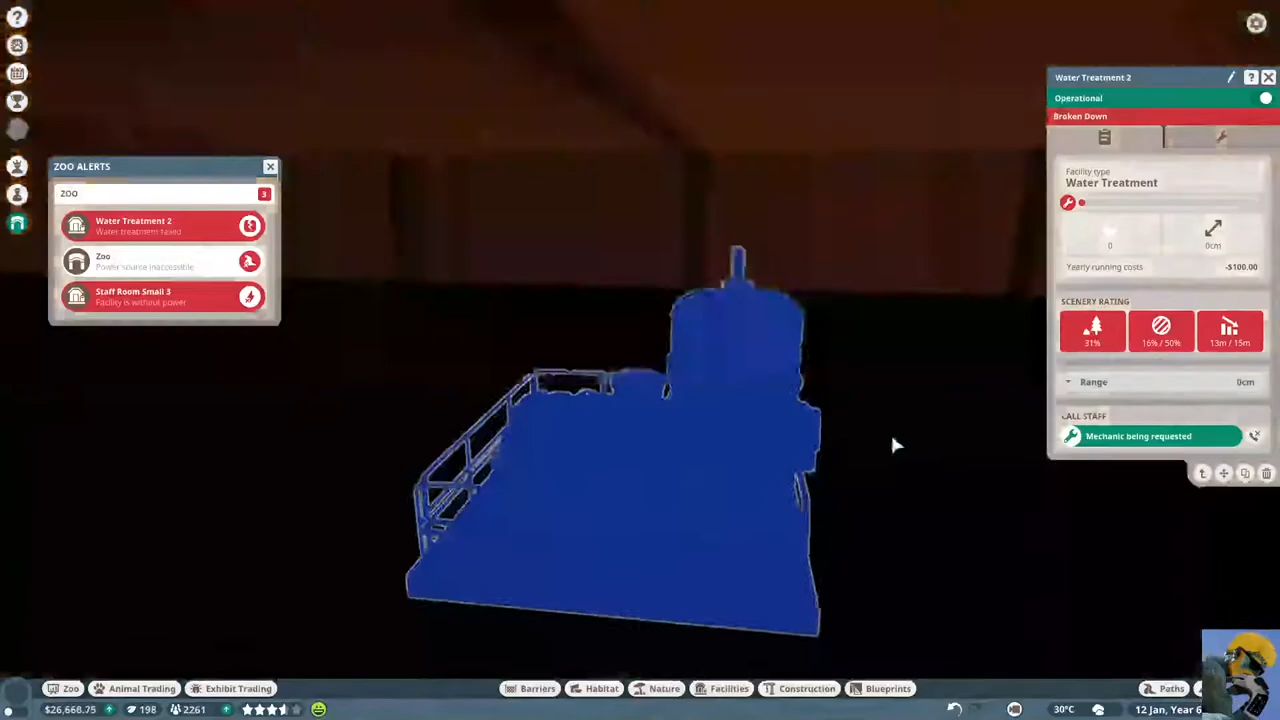 Water Treatment 2
Operational
Broken Down
ZOO ALERTS
ZOO 3
Water Treatment 2
Water treatment failed
Zoo
Power source inaccessible
Staff Room Small 3
Facility is without power
Facility type
Water Treatment
0
0cm
Yearly running costs -$100.00
SCENERY RATING
31% 16% / 50% 13m / 15m
Range 0cm
CALL STAFF
Mechanic being requested
Zoo Animal Trading Exhibit Trading Barriers Habitat Nature Facilities Construction Blueprints Paths
$26,668.75 198 2261 30°C 12 Jan, Year 6